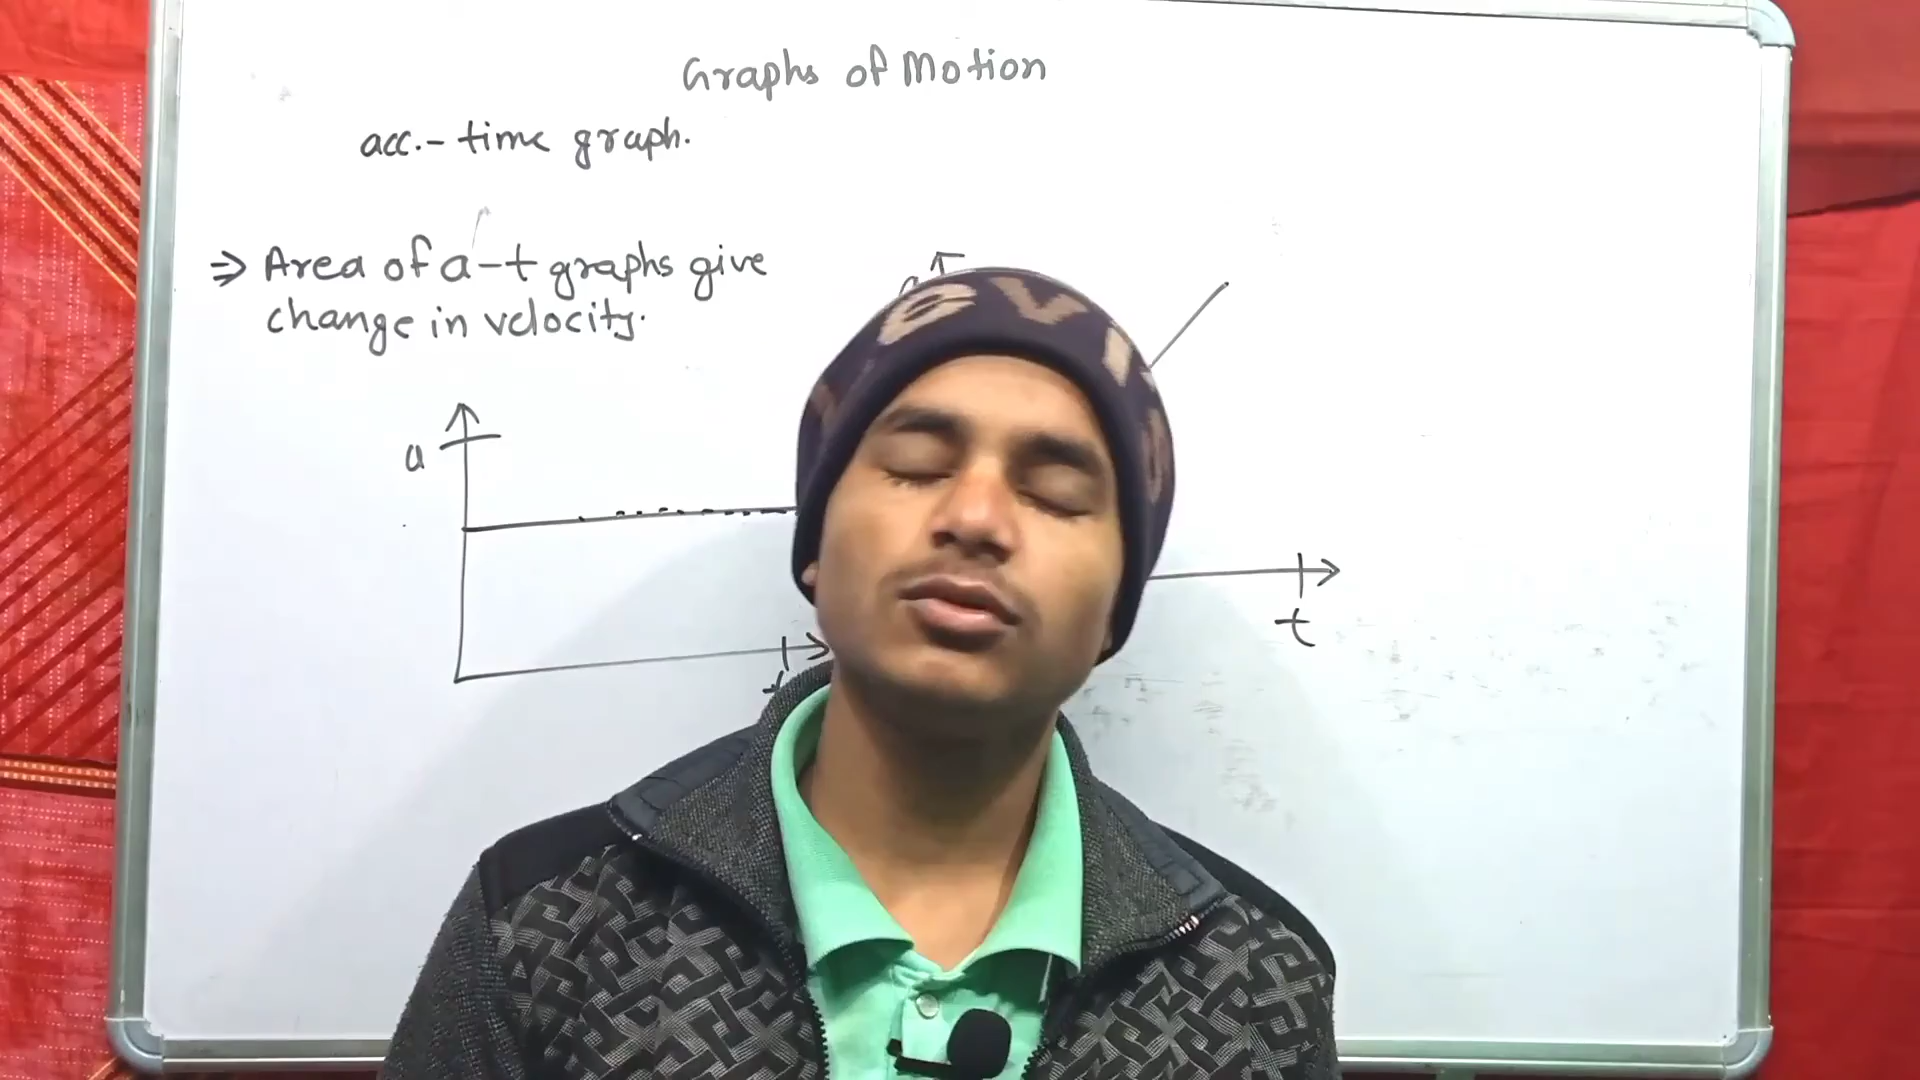 Graphs of Motion
acc. - time graph.
⇒ Area of a-t graphs give
change in velocity.
a
t